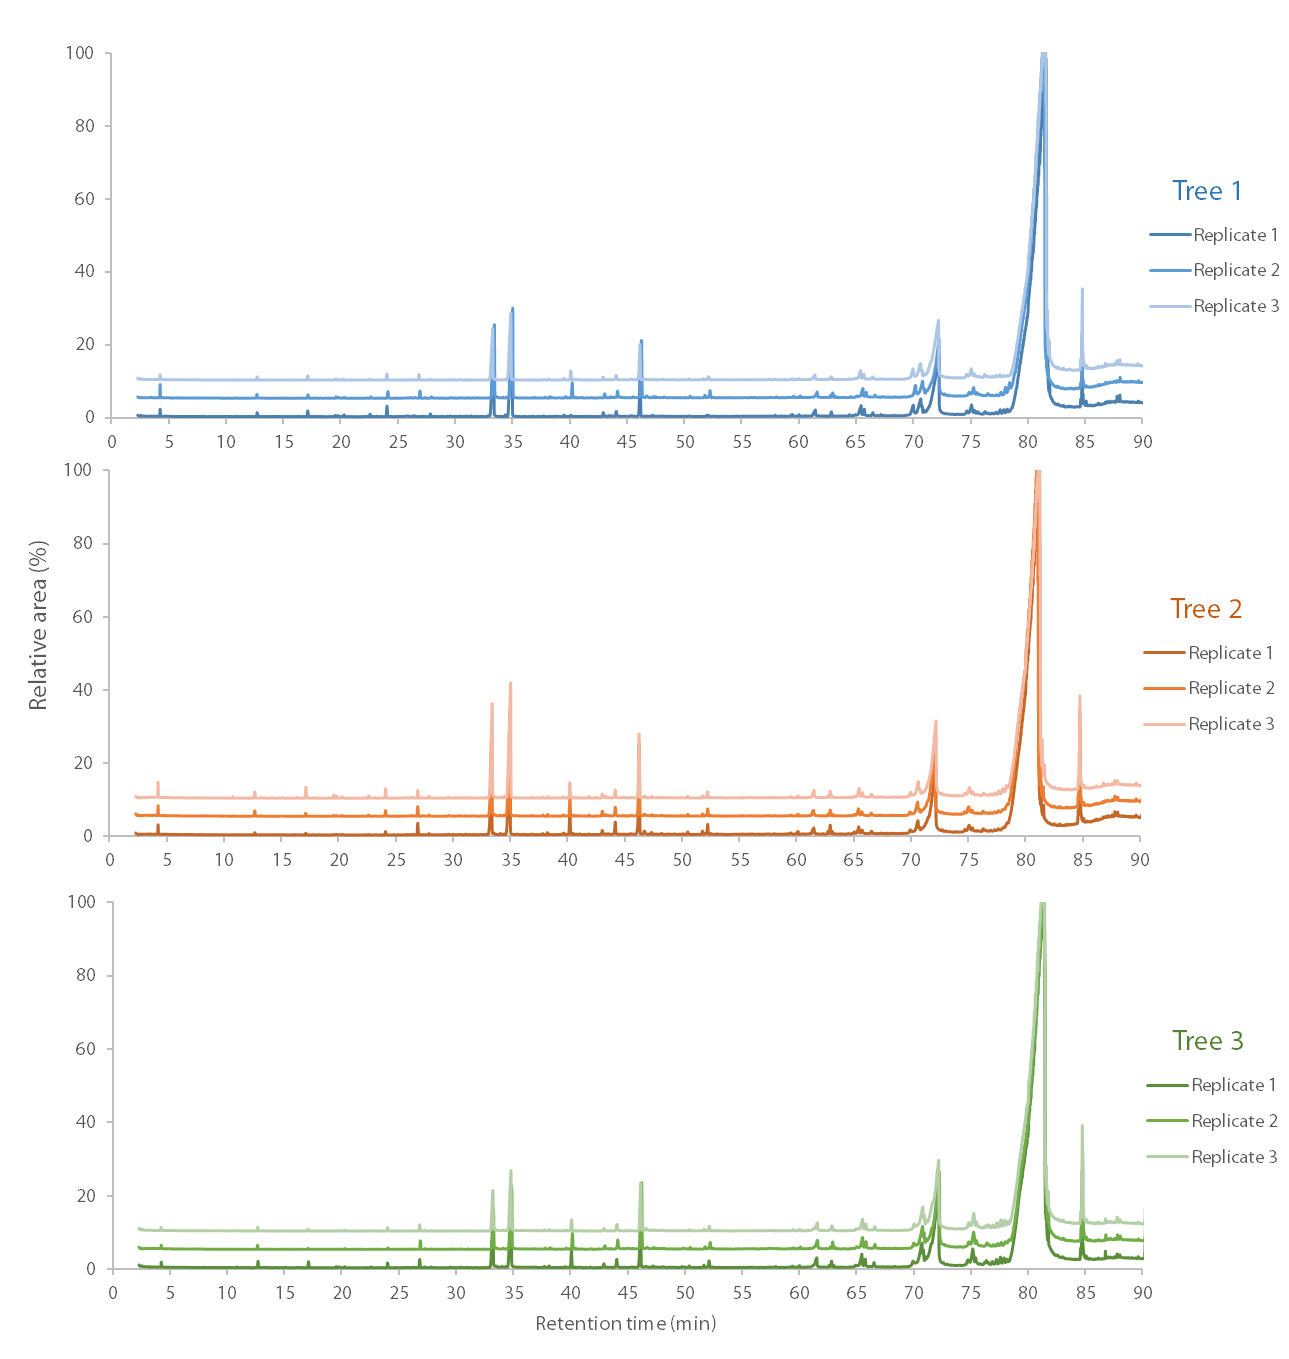 100
80
60
40
20
0
0 5 10 15 20 25 30 35 40 45 50 55 60 65 70 75 80 85 90
Tree 1
Replicate 1
Replicate 2
Replicate 3
Relative area (%)
100
80
60
40
20
0
0 5 10 15 20 25 30 35 40 45 50 55 60 65 70 75 80 85 90
Tree 2
Replicate 1
Replicate 2
Replicate 3
100
80
60
40
20
0
0 5 10 15 20 25 30 35 40 45 50 55 60 65 70 75 80 85 90
Tree 3
Replicate 1
Replicate 2
Replicate 3
Retention time (min)